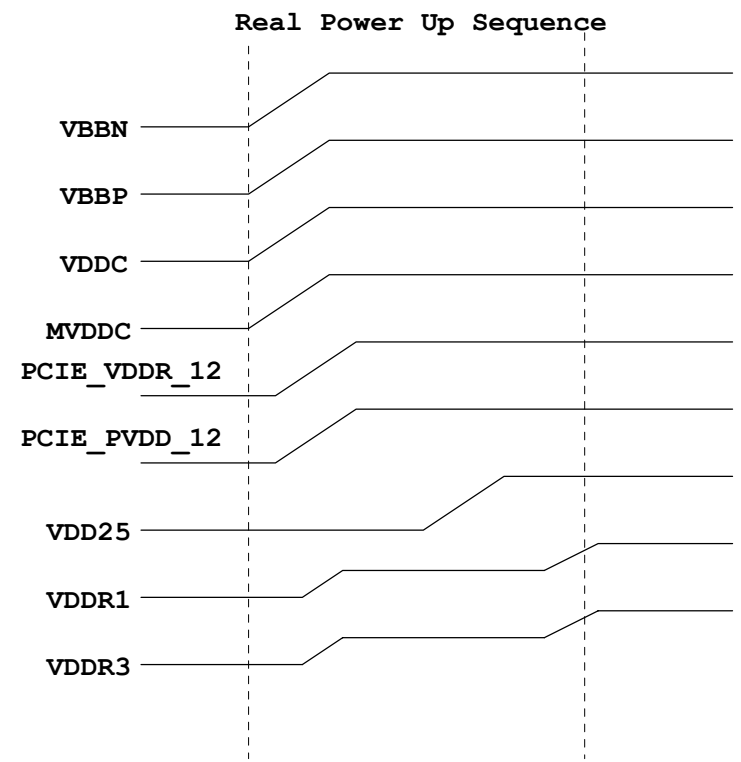 Real Power Up Sequence
VBBN
VBBP
VDDC
MVDDC
PCIE_VDDR_12
PCIE_PVDD_12
VDD25
VDDR1
VDDR3